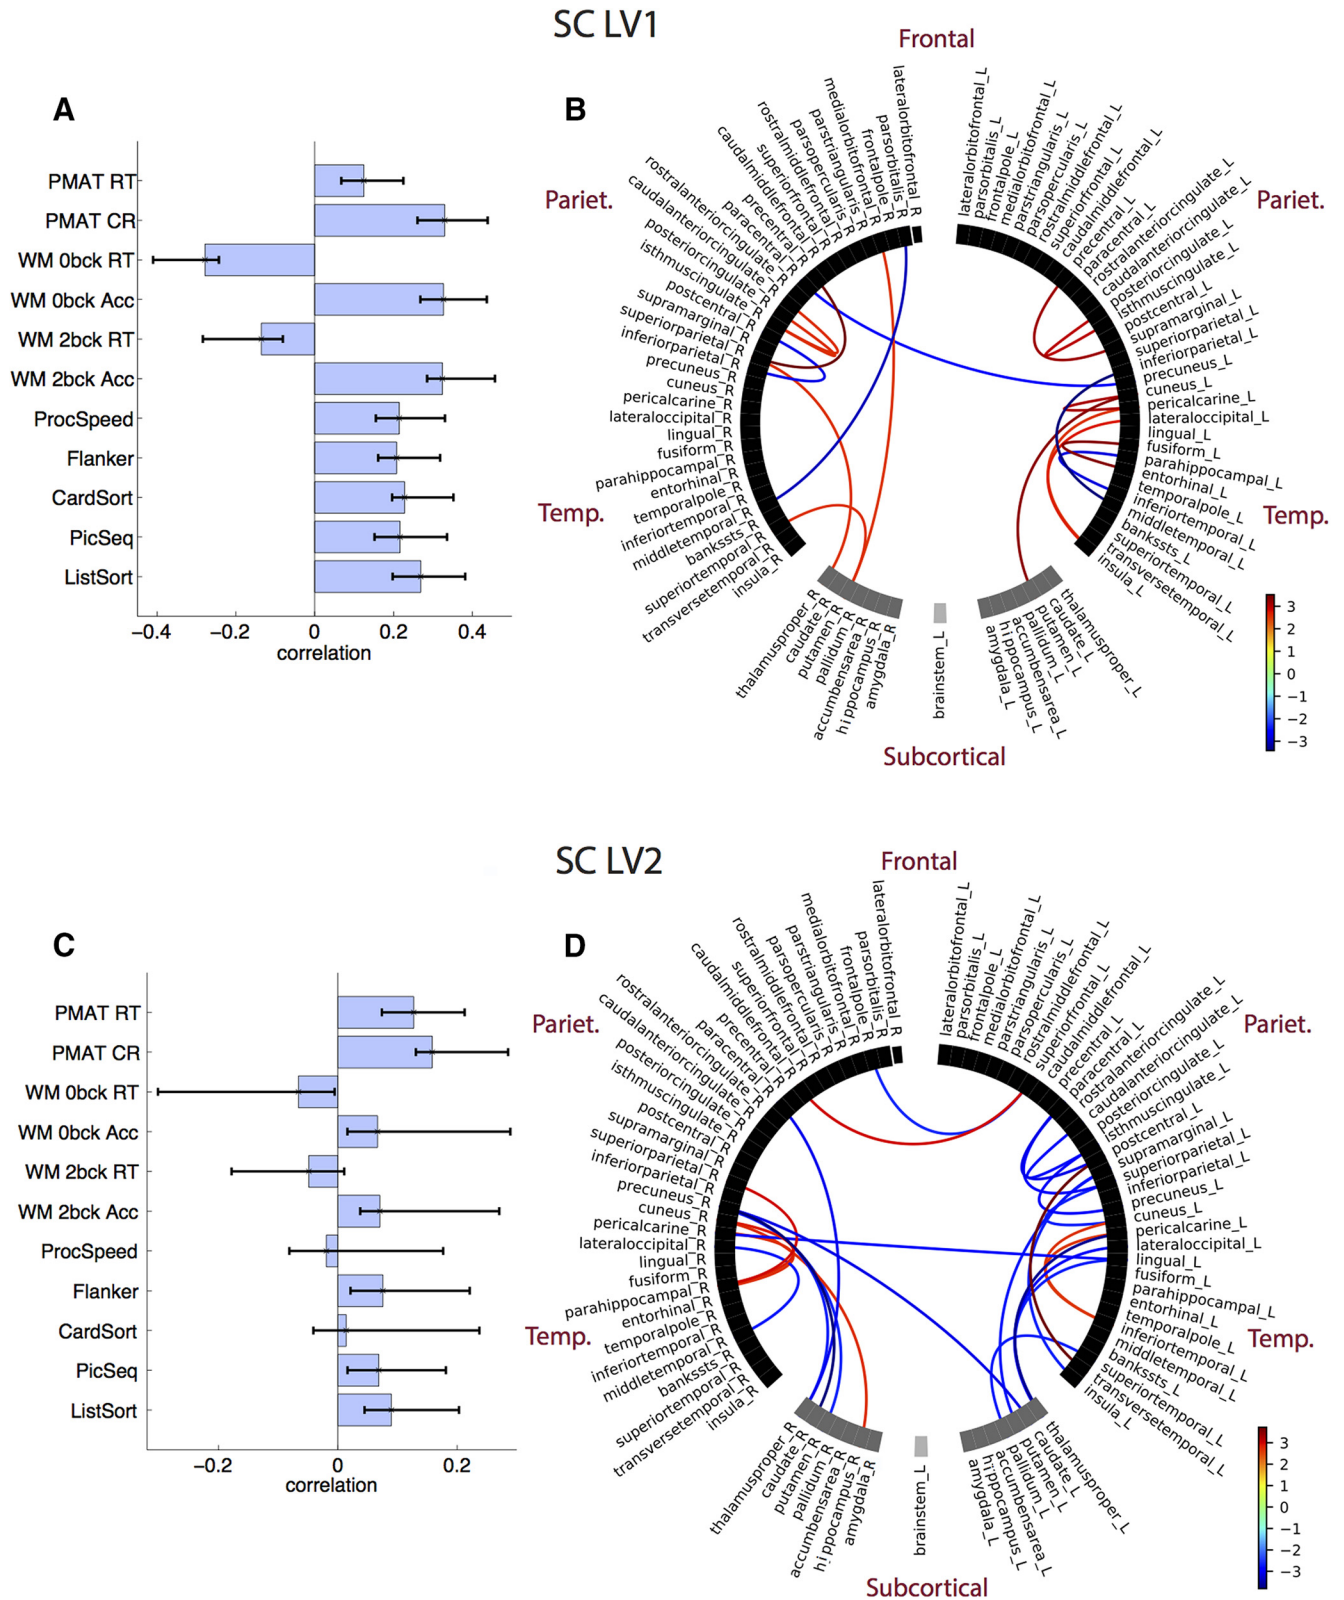 SC LV1
A
PMAT RT
PMAT CR
WM 0bck RT
WM 0bck Acc
WM 2bck RT
WM 2bck Acc
ProcSpeed
Flanker
CardSort
PicSeq
ListSort
−0.4 −0.2 0 0.2 0.4
correlation
B
Frontal
Pariet.
Pariet.
Temp.
Temp.
Subcortical
lateralorbitofrontal_R
parsorbitalis_R
frontalpole_R
medialorbitofrontal_R
parstriangularis_R
parsopercularis_R
rostralmiddlefrontal_R
superiorfrontal_R
caudalmiddlefrontal_R
precentral_R
paracentral_R
rostralanteriorcingulate_R
caudalanteriorcingulate_R
posteriorcingulate_R
isthmuscingulate_R
postcentral_R
supramarginal_R
superiorparietal_R
inferiorparietal_R
precuneus_R
cuneus_R
pericalcarine_R
lateraloccipital_R
lingual_R
fusiform_R
parahippocampal_R
entorhinal_R
temporalpole_R
inferiortemporal_R
middletemporal_R
bankssts_R
superiortemporal_R
transversetemporal_R
insula_R
thalamusproper_R
caudate_R
putamen_R
pallidum_R
accumbensarea_R
hippocampus_R
amygdala_R
brainstem_L
lateralorbitofrontal_L
parsorbitalis_L
frontalpole_L
medialorbitofrontal_L
parstriangularis_L
parsopercularis_L
rostralmiddlefrontal_L
superiorfrontal_L
caudalmiddlefrontal_L
precentral_L
paracentral_L
rostralanteriorcingulate_L
caudalanteriorcingulate_L
posteriorcingulate_L
isthmuscingulate_L
postcentral_L
supramarginal_L
superiorparietal_L
inferiorparietal_L
precuneus_L
cuneus_L
pericalcarine_L
lateraloccipital_L
lingual_L
fusiform_L
parahippocampal_L
entorhinal_L
temporalpole_L
inferiortemporal_L
middletemporal_L
bankssts_L
superiortemporal_L
transversetemporal_L
insula_L
thalamusproper_L
caudate_L
putamen_L
pallidum_L
accumbensarea_L
hippocampus_L
amygdala_L
3
2
1
0
−1
−2
−3
SC LV2
C
PMAT RT
PMAT CR
WM 0bck RT
WM 0bck Acc
WM 2bck RT
WM 2bck Acc
ProcSpeed
Flanker
CardSort
PicSeq
ListSort
−0.2 0 0.2
correlation
D
Frontal
Pariet.
Pariet.
Temp.
Temp.
Subcortical
lateralorbitofrontal_R
parsorbitalis_R
frontalpole_R
medialorbitofrontal_R
parstriangularis_R
parsopercularis_R
rostralmiddlefrontal_R
superiorfrontal_R
caudalmiddlefrontal_R
precentral_R
paracentral_R
rostralanteriorcingulate_R
caudalanteriorcingulate_R
posteriorcingulate_R
isthmuscingulate_R
postcentral_R
supramarginal_R
superiorparietal_R
inferiorparietal_R
precuneus_R
cuneus_R
pericalcarine_R
lateraloccipital_R
lingual_R
fusiform_R
parahippocampal_R
entorhinal_R
temporalpole_R
inferiortemporal_R
middletemporal_R
bankssts_R
superiortemporal_R
transversetemporal_R
insula_R
thalamusproper_R
caudate_R
putamen_R
pallidum_R
accumbensarea_R
hippocampus_R
amygdala_R
brainstem_L
lateralorbitofrontal_L
parsorbitalis_L
frontalpole_L
medialorbitofrontal_L
parstriangularis_L
parsopercularis_L
rostralmiddlefrontal_L
superiorfrontal_L
caudalmiddlefrontal_L
precentral_L
paracentral_L
rostralanteriorcingulate_L
caudalanteriorcingulate_L
posteriorcingulate_L
isthmuscingulate_L
postcentral_L
supramarginal_L
superiorparietal_L
inferiorparietal_L
precuneus_L
cuneus_L
pericalcarine_L
lateraloccipital_L
lingual_L
fusiform_L
parahippocampal_L
entorhinal_L
temporalpole_L
inferiortemporal_L
middletemporal_L
bankssts_L
superiortemporal_L
transversetemporal_L
insula_L
thalamusproper_L
caudate_L
putamen_L
pallidum_L
accumbensarea_L
hippocampus_L
amygdala_L
3
2
1
0
−1
−2
−3